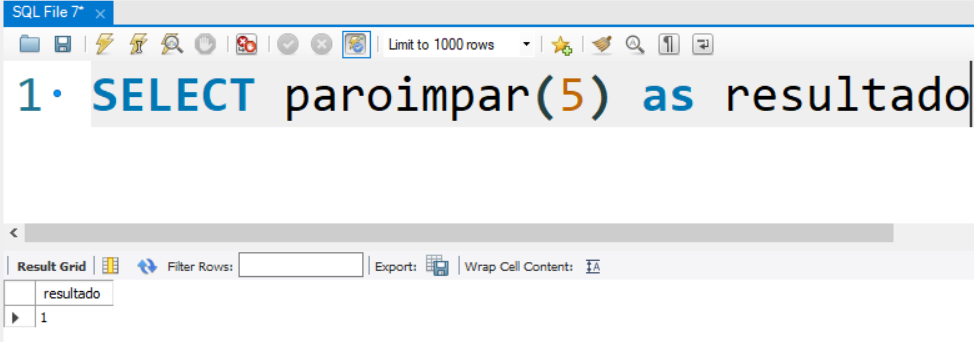 SQL File 7*
Limit to 1000 rows
1 SELECT paroimpar(5) as resultado
Result Grid Filter Rows: Export: Wrap Cell Content:
resultado
1